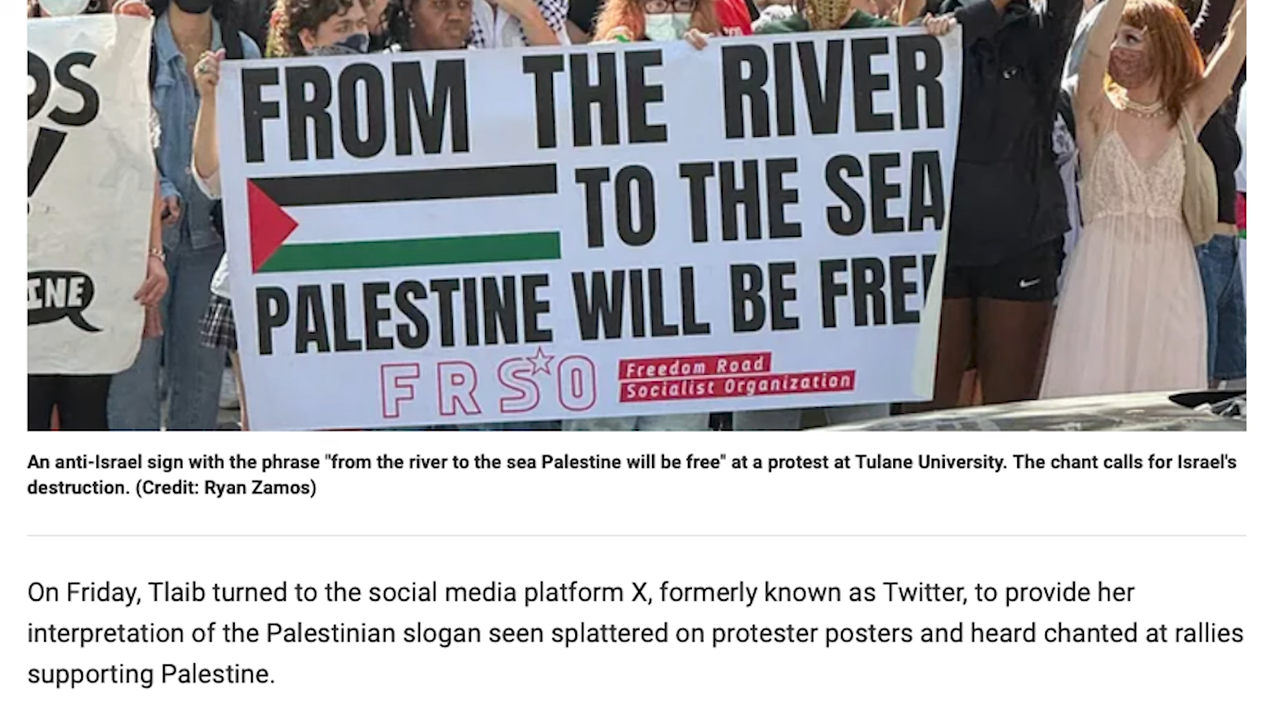 OS
INE
FROM THE RIVER
TO THE SEA
PALESTINE WILL BE FRE
FRSO
Freedom Road
Socialist Organization
An anti-Israel sign with the phrase "from the river to the sea Palestine will be free" at a protest at Tulane University. The chant calls for Israel's
destruction. (Credit: Ryan Zamos)
On Friday, Tlaib turned to the social media platform X, formerly known as Twitter, to provide her
interpretation of the Palestinian slogan seen splattered on protester posters and heard chanted at rallies
supporting Palestine.